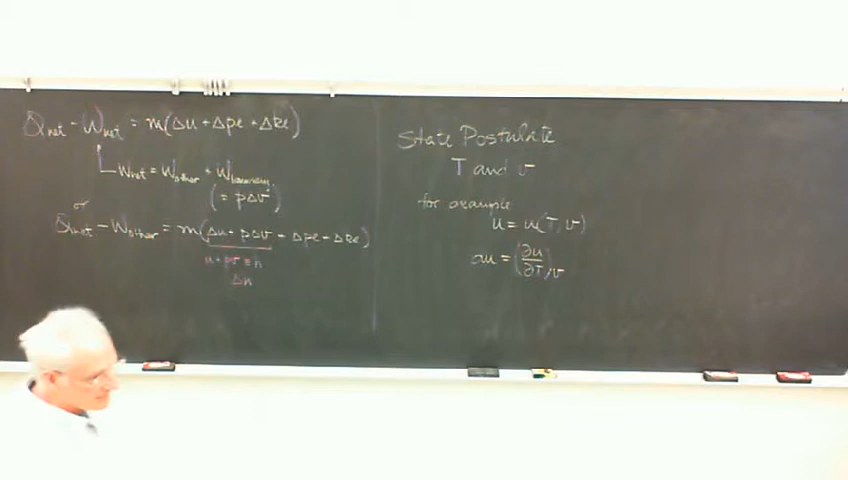 Qnet - Wnet = m(Δu + Δpe + Δke)
Wnet = Wother + Wboundary
(= pΔv)
or
Qnet - Wother = m(Δu + pΔv + Δpe + Δke)
u + pv ≡ h
Δh
State Postulate
T and v
for example
u = u(T, v)
du = (∂u/∂T)v